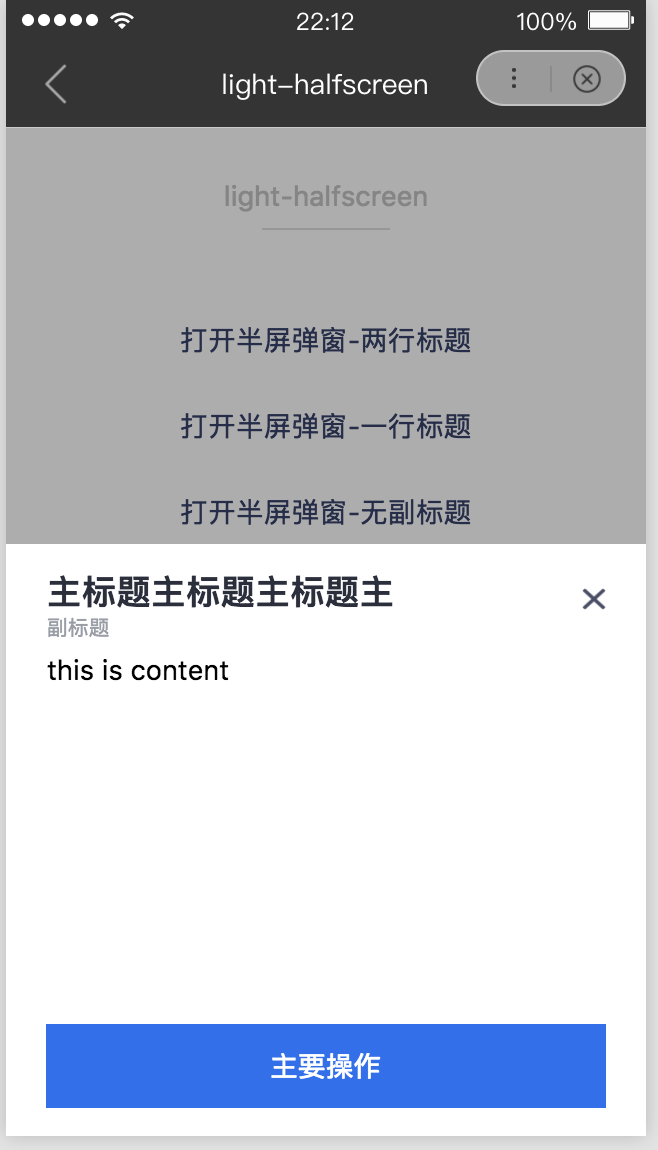 22:12
100%
light-halfscreen
light-halfscreen
打开半屏弹窗-两行标题
打开半屏弹窗-一行标题
打开半屏弹窗-无副标题
主标题主标题主标题主
副标题
this is content
主要操作